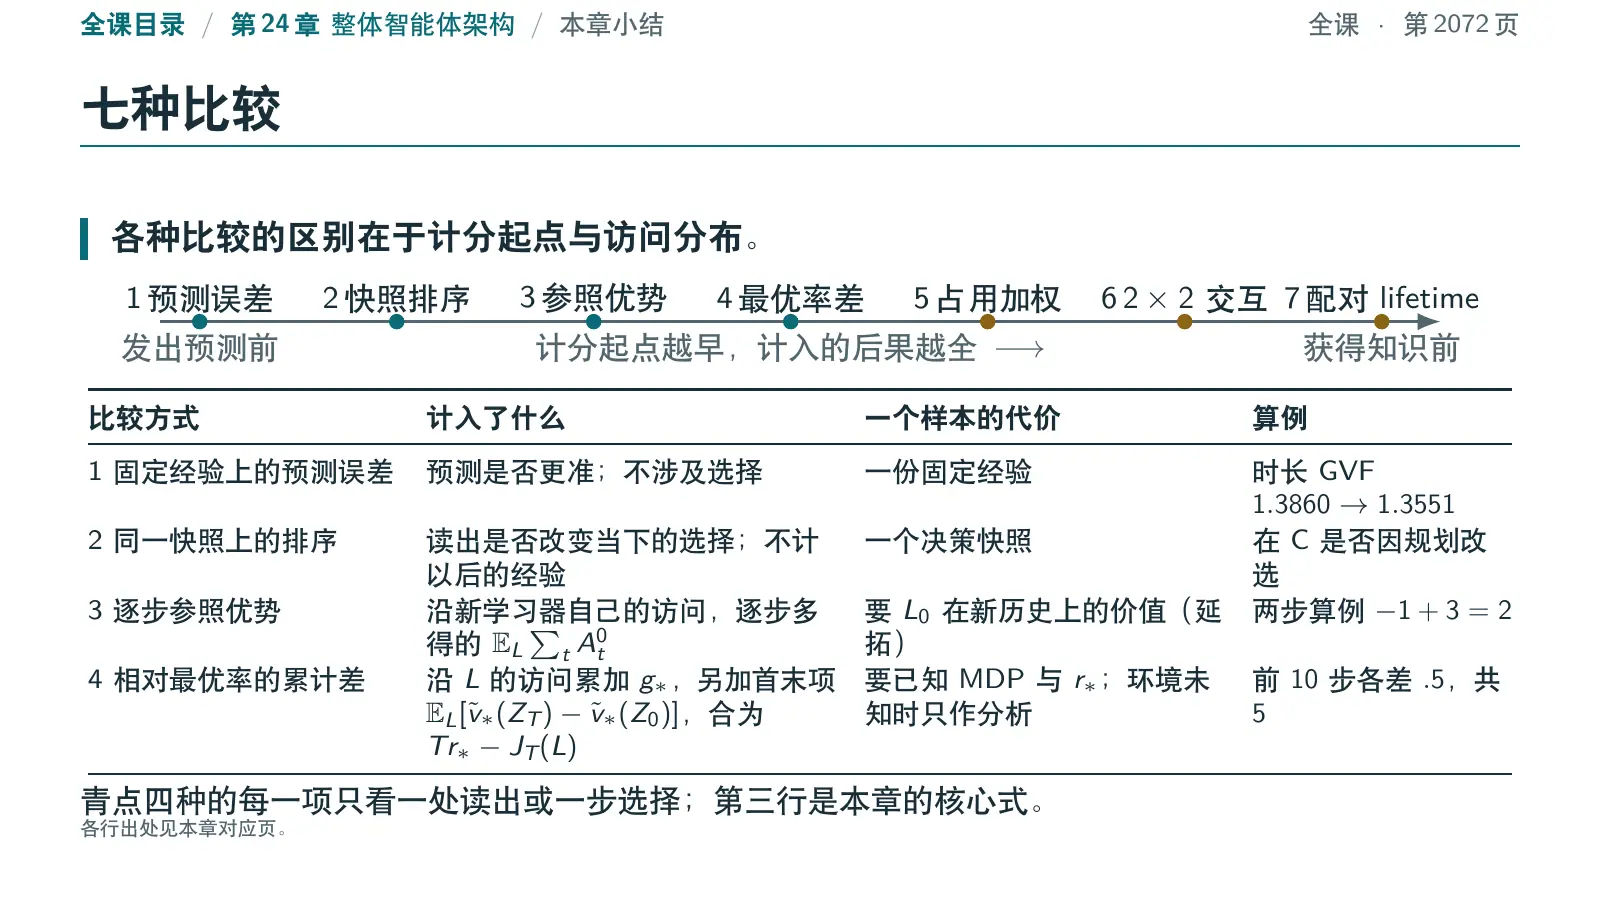 全课目录 / 第 24 章 整体智能体架构 / 本章小结
全课 · 第 2072 页
七种比较
各种比较的区别在于计分起点与访问分布。
1 预测误差 2 快照排序 3 参照优势 4 最优率差 5 占用加权 6 2 × 2 交互 7 配对 lifetime
发出预测前 计分起点越早，计入的后果越全 ⟶ 获得知识前
比较方式 计入了什么 一个样本的代价 算例
1 固定经验上的预测误差 预测是否更准；不涉及选择 一份固定经验 时长 GVF
1.3860 → 1.3551
2 同一快照上的排序 读出是否改变当下的选择；不计 一个决策快照 在 C 是否因规划改
以后的经验 选
3 逐步参照优势 沿新学习器自己的访问，逐步多 要 L₀ 在新历史上的价值（延 两步算例 −1 + 3 = 2
得的 𝔼_L ∑_t A_t^0 拓）
4 相对最优率的累计差 沿 L 的访问累加 g_*，另加首末项 要已知 MDP 与 r_*；环境未 前 10 步各差 .5，共
𝔼_L[ṽ_*(Z_T) − ṽ_*(Z_0)]，合为 知时只作分析 5
Tr_* − J_T(L)
青点四种的每一项只看一处读出或一步选择；第三行是本章的核心式。
各行出处见本章对应页。